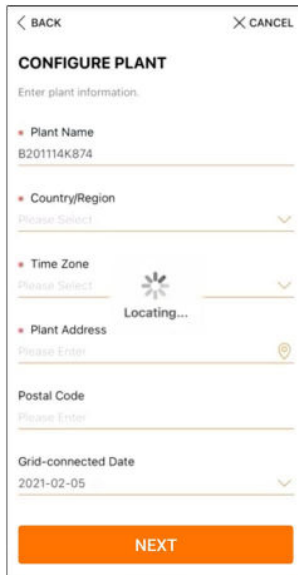 BACK
CANCEL
CONFIGURE PLANT
Enter plant information.
* Plant Name
B201114K874
* Country/Region
Please Select
* Time Zone
Please Select
Locating...
* Plant Address
Please Enter
Postal Code
Please Enter
Grid-connected Date
2021-02-05
NEXT